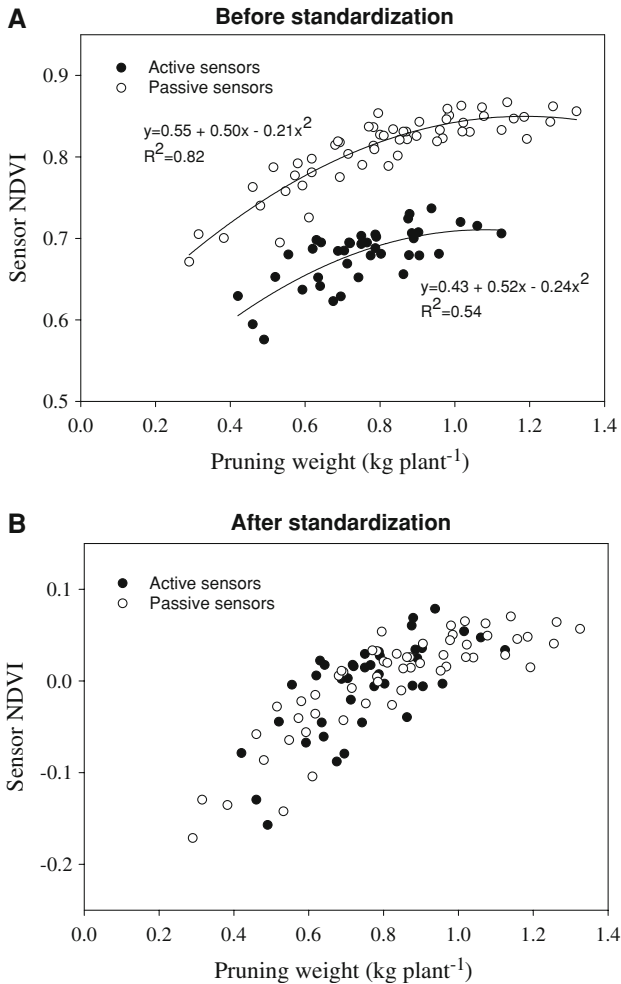 A
Before standardization
Active sensors
Passive sensors
y=0.55 + 0.50x - 0.21x²
R²=0.82
y=0.43 + 0.52x - 0.24x²
R²=0.54
Sensor NDVI
0.9
0.8
0.7
0.6
0.5
0.0 0.2 0.4 0.6 0.8 1.0 1.2 1.4
Pruning weight (kg plant⁻¹)
B
After standardization
Active sensors
Passive sensors
Sensor NDVI
0.1
0.0
-0.1
-0.2
0.0 0.2 0.4 0.6 0.8 1.0 1.2 1.4
Pruning weight (kg plant⁻¹)